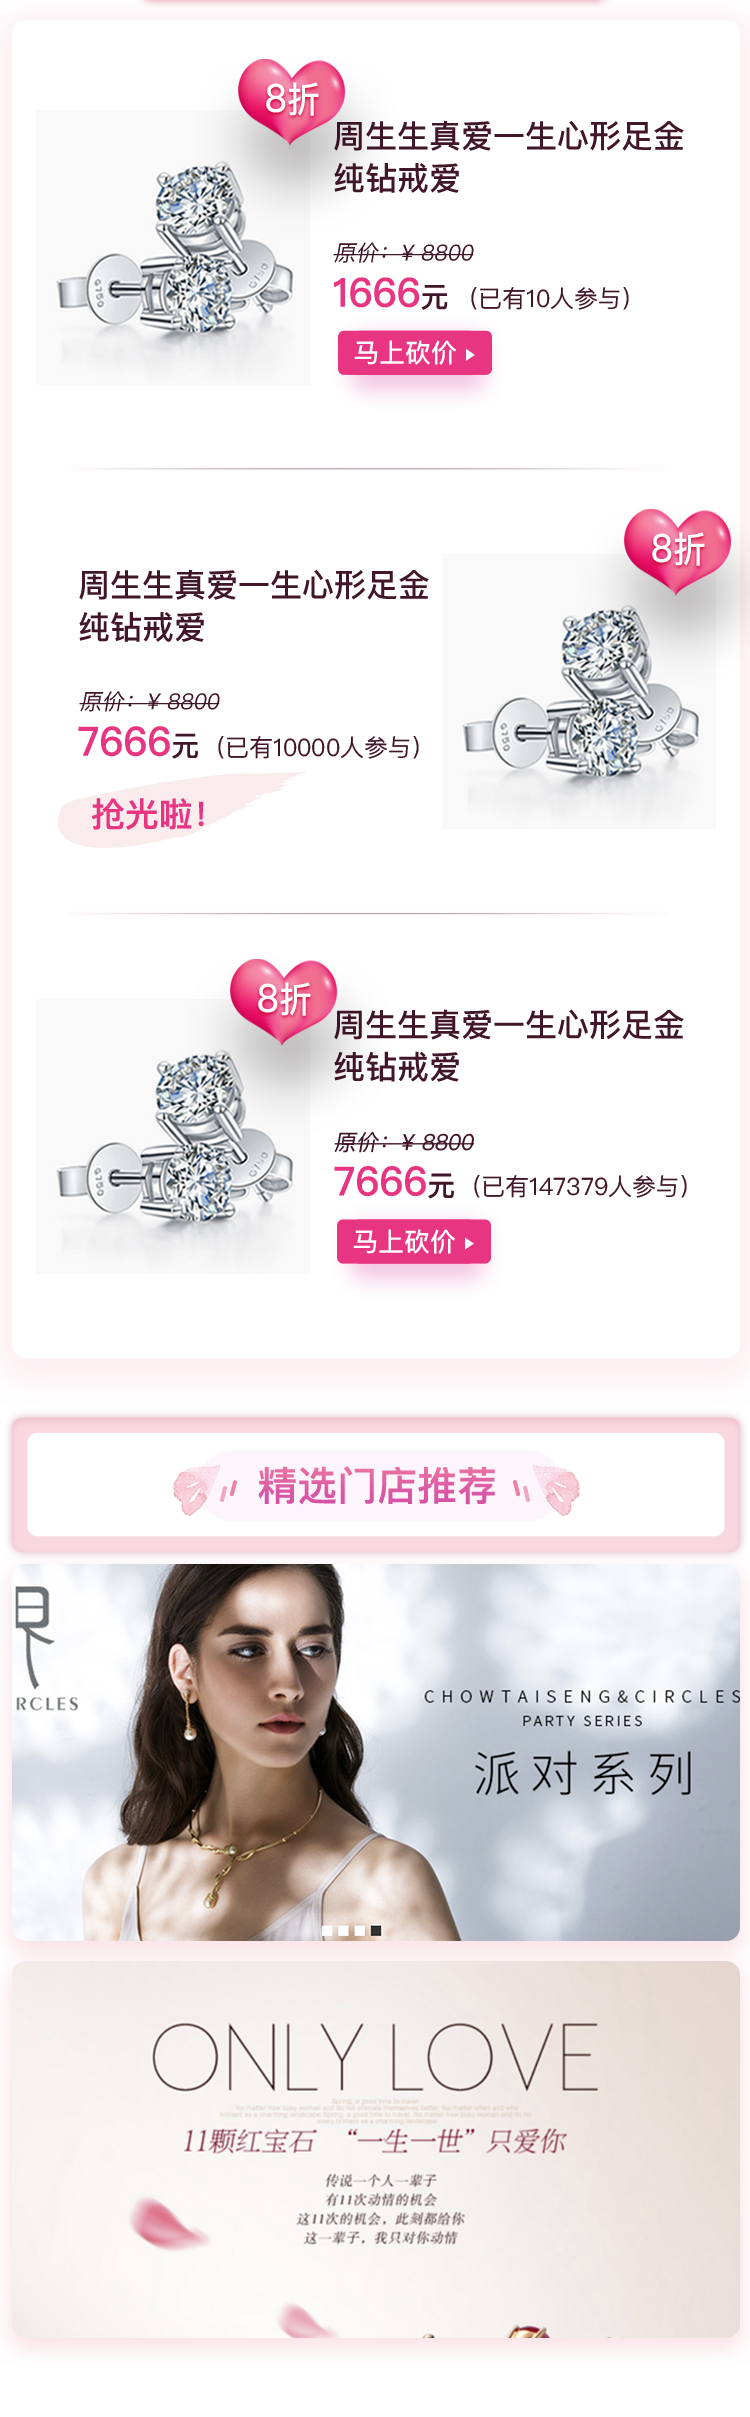 8折
周生生真爱一生心形足金
纯钻戒爱
原价：¥ 8800
1666元（已有10人参与）
马上砍价
8折
周生生真爱一生心形足金
纯钻戒爱
原价：¥ 8800
7666元（已有10000人参与）
抢光啦！
8折
周生生真爱一生心形足金
纯钻戒爱
原价：¥ 8800
7666元（已有147379人参与）
马上砍价
精选门店推荐
RCLES
CHOWTAISENG&CIRCLES
PARTY SERIES
派对系列
ONLY LOVE
Spring, a good time to travel
11颗红宝石 “一生一世”只爱你
传说一个人一辈子
有11次动情的机会
这11次的机会，此刻都给你
这一辈子，我只对你动情